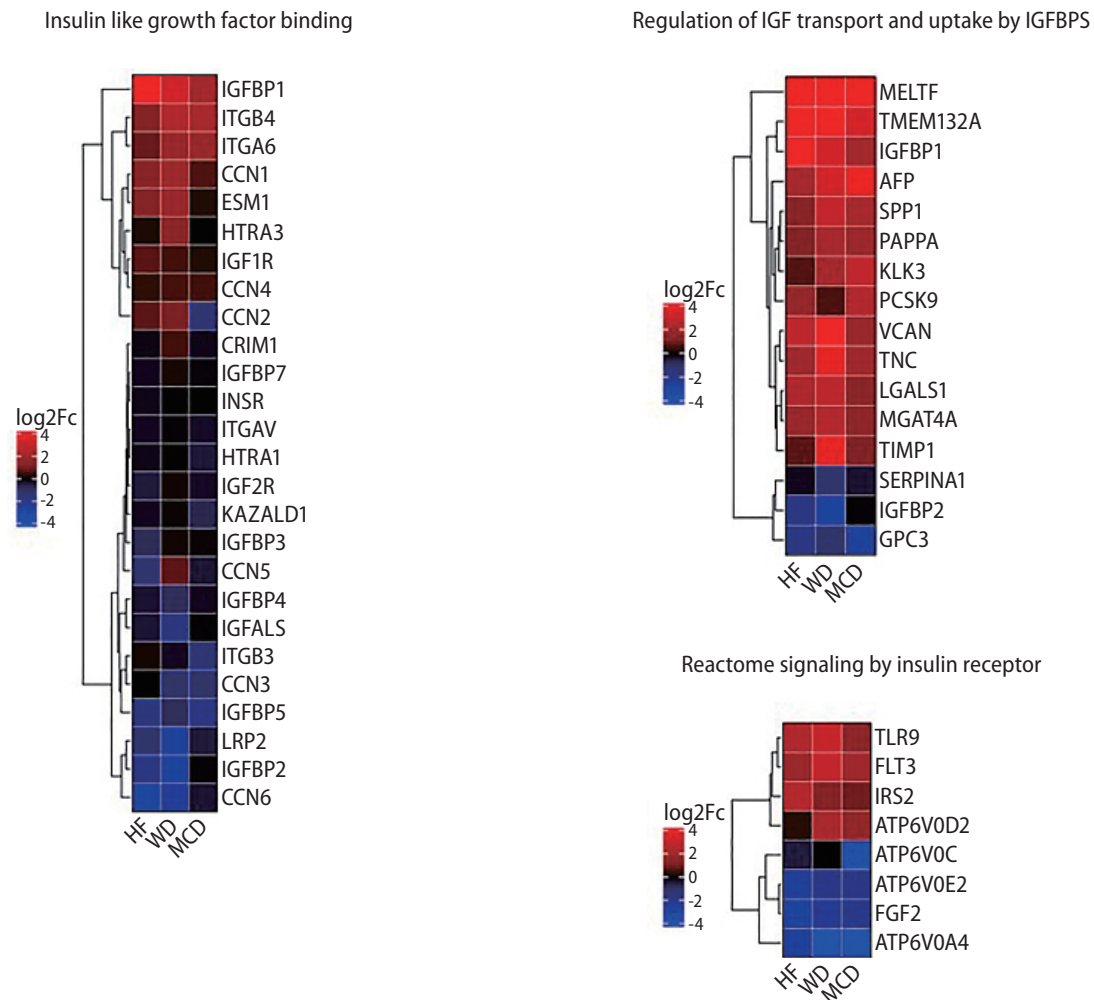 Insulin like growth factor binding
IGFBP1
ITGB4
ITGA6
CCN1
ESM1
HTRA3
IGF1R
CCN4
CCN2
CRIM1
IGFBP7
INSR
ITGAV
HTRA1
IGF2R
KAZALD1
IGFBP3
CCN5
IGFBP4
IGFALS
ITGB3
CCN3
IGFBP5
LRP2
IGFBP2
CCN6
log2Fc
4
2
0
-2
-4
HF WD MCD
Regulation of IGF transport and uptake by IGFBPS
MELTF
TMEM132A
IGFBP1
AFP
SPP1
PAPPA
KLK3
PCSK9
VCAN
TNC
LGALS1
MGAT4A
TIMP1
SERPINA1
IGFBP2
GPC3
log2Fc
4
2
0
-2
-4
HF WD MCD
Reactome signaling by insulin receptor
TLR9
FLT3
IRS2
ATP6V0D2
ATP6V0C
ATP6V0E2
FGF2
ATP6V0A4
log2Fc
4
2
0
-2
-4
HF WD MCD